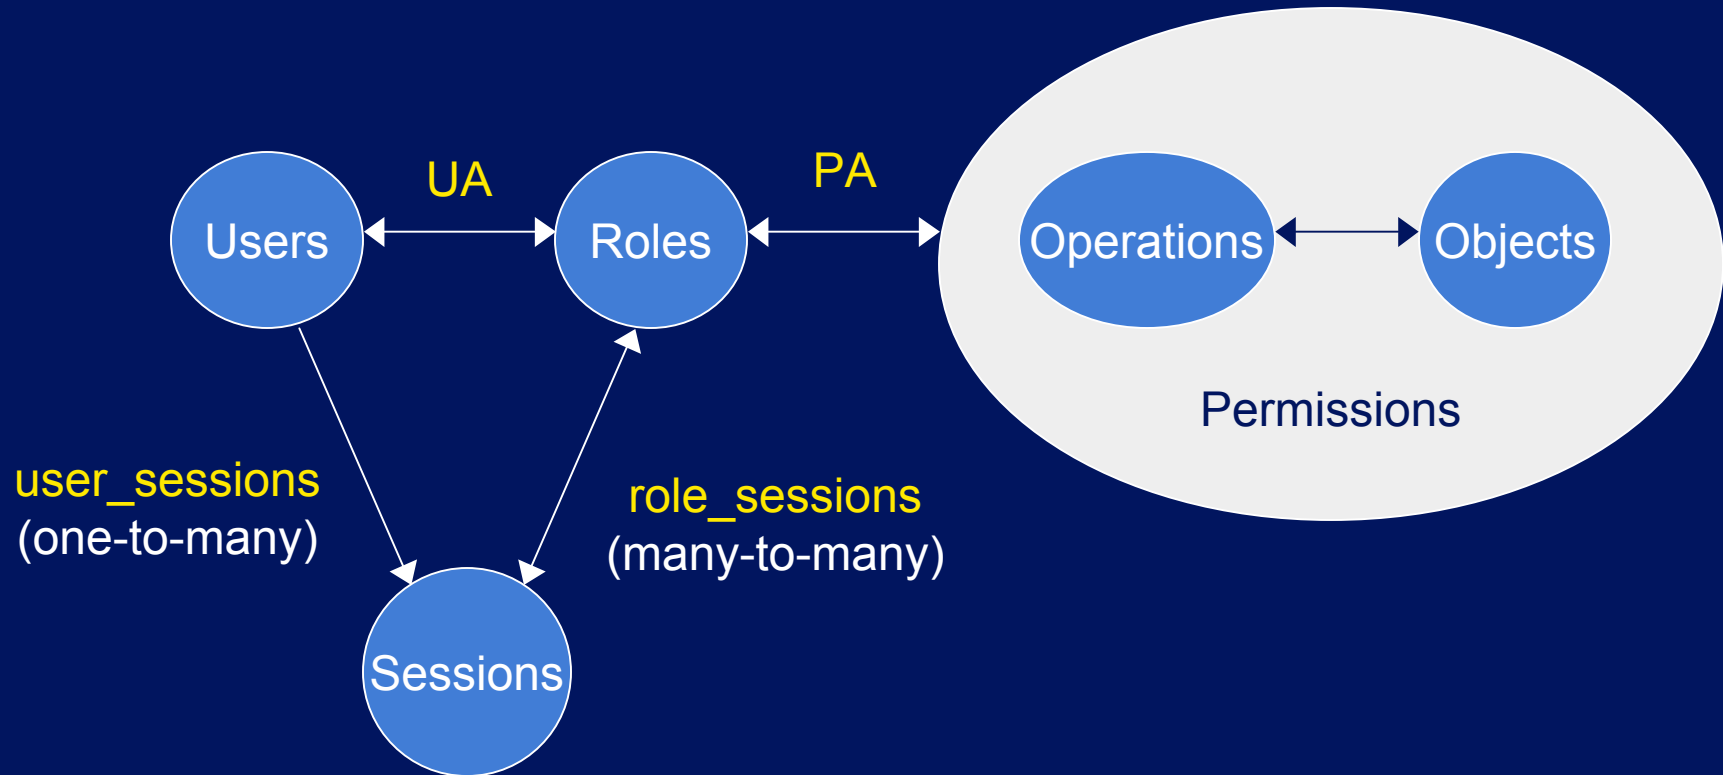 UA
PA
Users
Roles
Operations
Objects
Permissions
user_sessions
(one-to-many)
role_sessions
(many-to-many)
Sessions